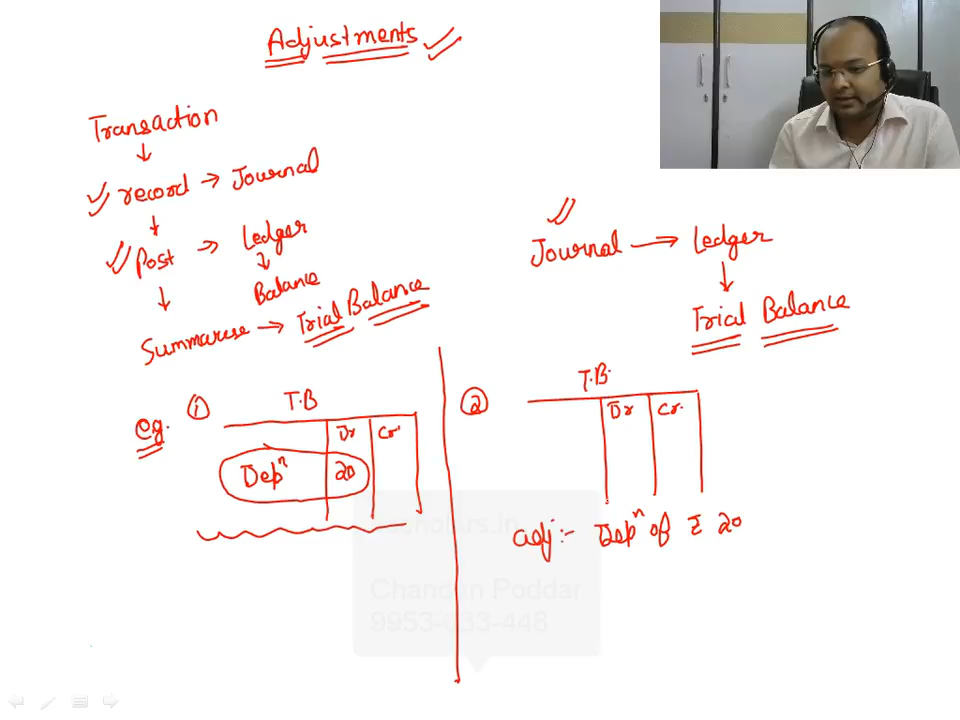 Adjustments
Transaction
↓
record → Journal
↓
Post → Ledger
↓ ↓
Balance
Summarise → Trial Balance
Journal → Ledger
↓
Trial Balance
eg. ① T.B
Dr Cr
Depⁿ 20
② T.B.
Dr Cr.
adj:- Depⁿ of ₹ 20
Chandan Poddar